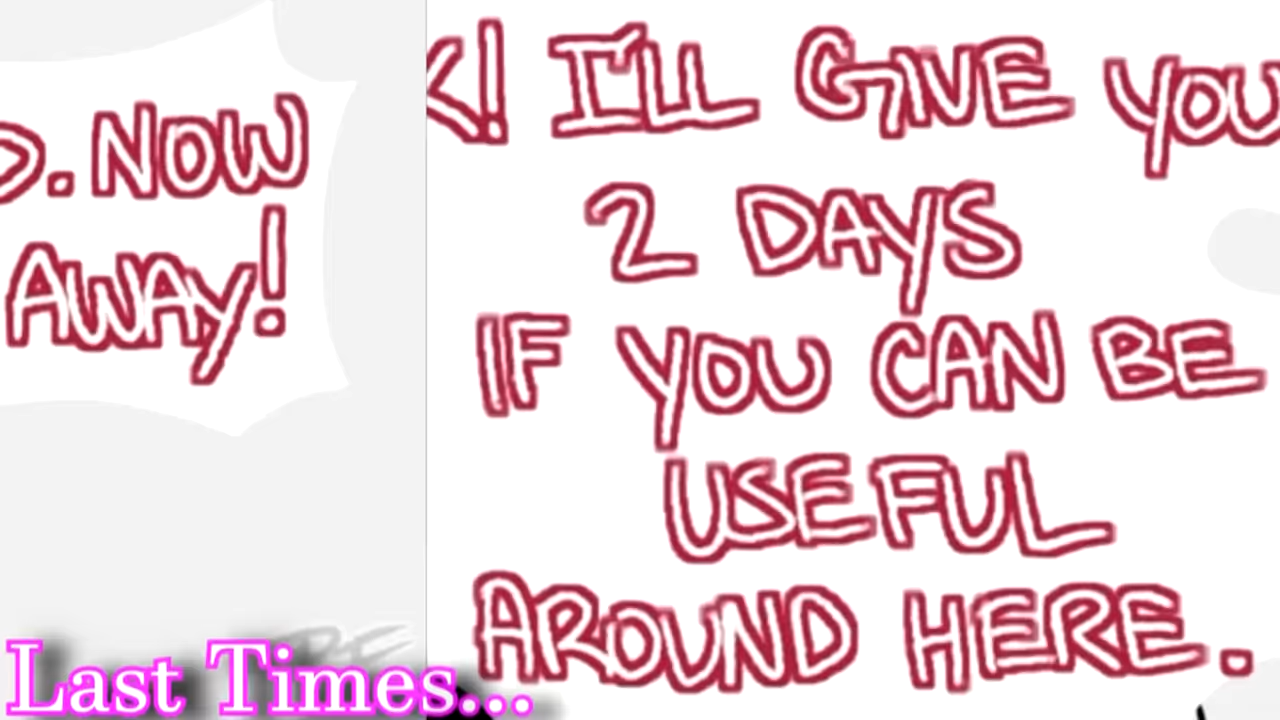 D. NOW
AWAY!
K! I'LL GIVE YOU
2 DAYS
IF YOU CAN BE
USEFUL
AROUND HERE.
Last Times...